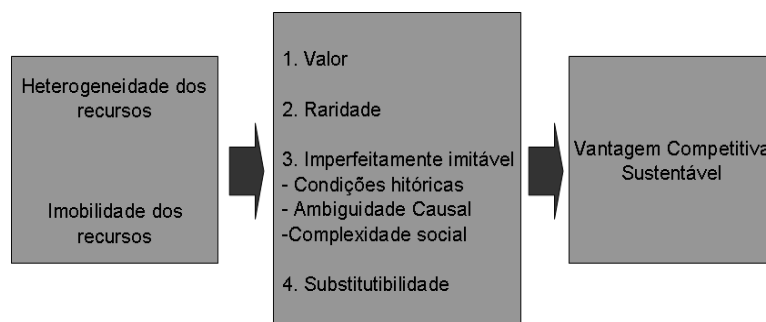 Heterogeneidade dos
recursos
Imobilidade dos
recursos
1. Valor
2. Raridade
3. Imperfeitamente imitável
- Condições hitóricas
- Ambiguidade Causal
-Complexidade social
4. Substitutibilidade
Vantagem Competitiva
Sustentável